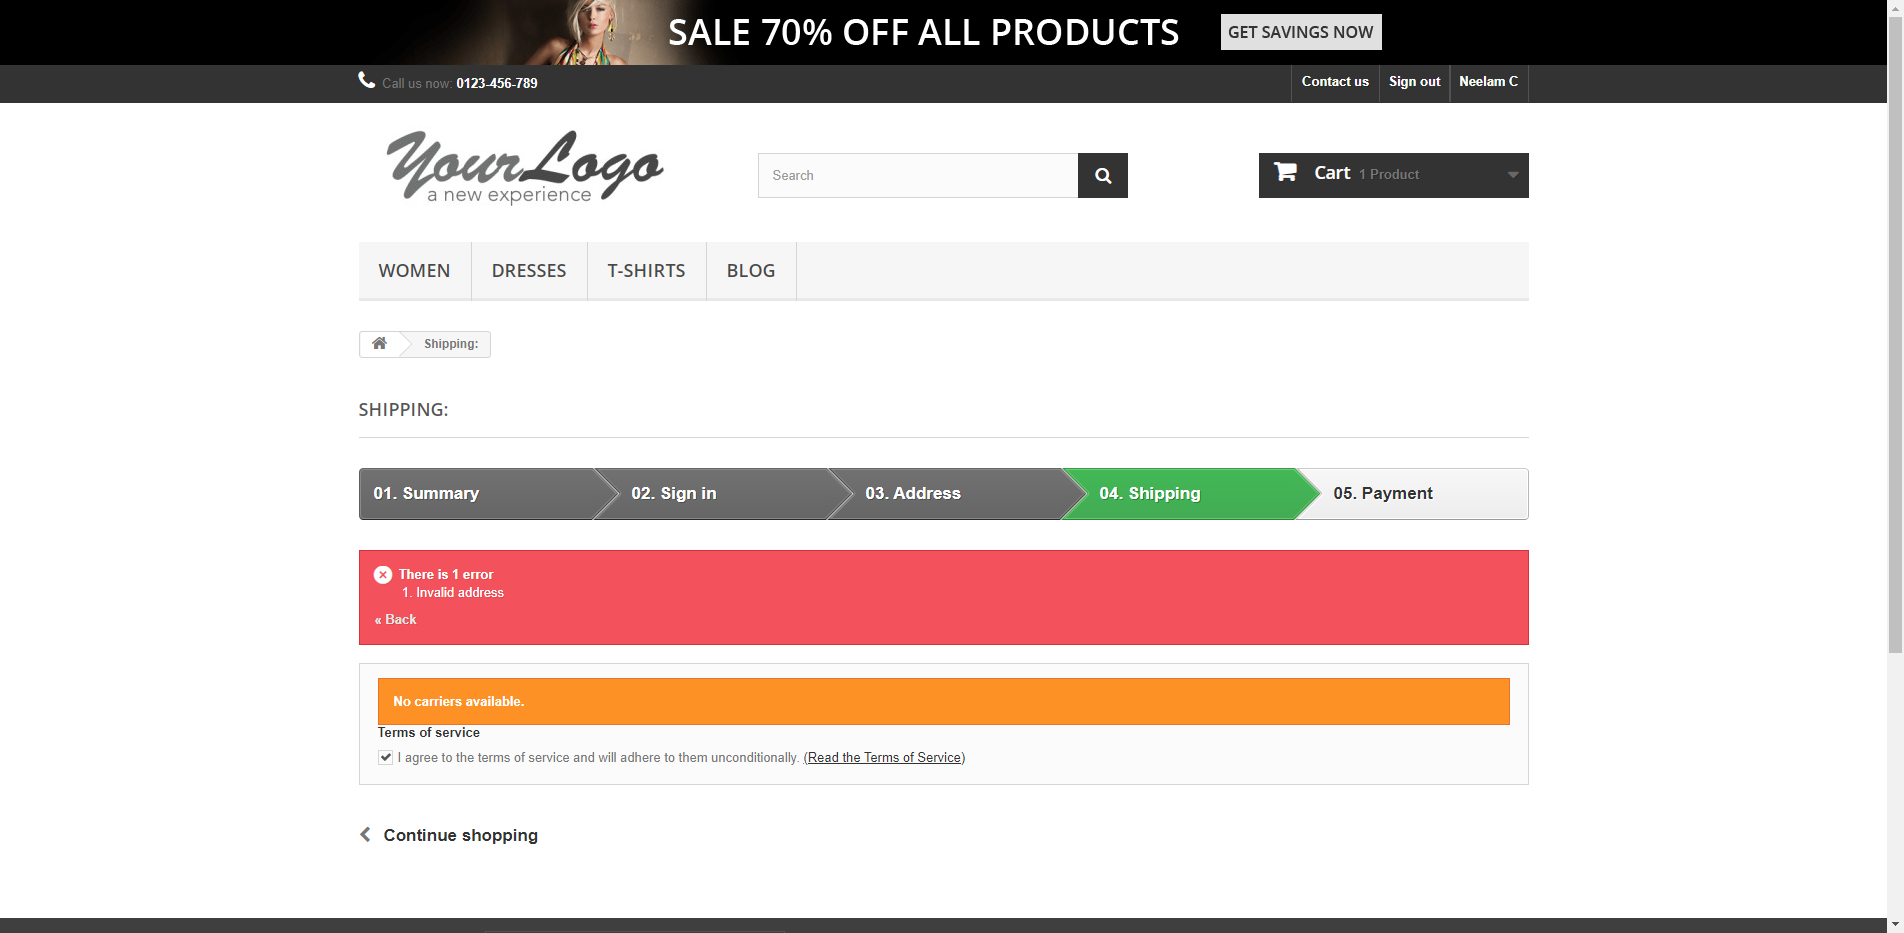 SALE 70% OFF ALL PRODUCTS GET SAVINGS NOW
Call us now: 0123-456-789 Contact us Sign out Neelam C
YourLogo
a new experience
Search
Cart 1 Product
WOMEN DRESSES T-SHIRTS BLOG
Shipping:
SHIPPING:
01. Summary 02. Sign in 03. Address 04. Shipping 05. Payment
There is 1 error
1. Invalid address
« Back
No carriers available.
Terms of service
I agree to the terms of service and will adhere to them unconditionally. (Read the Terms of Service)
Continue shopping